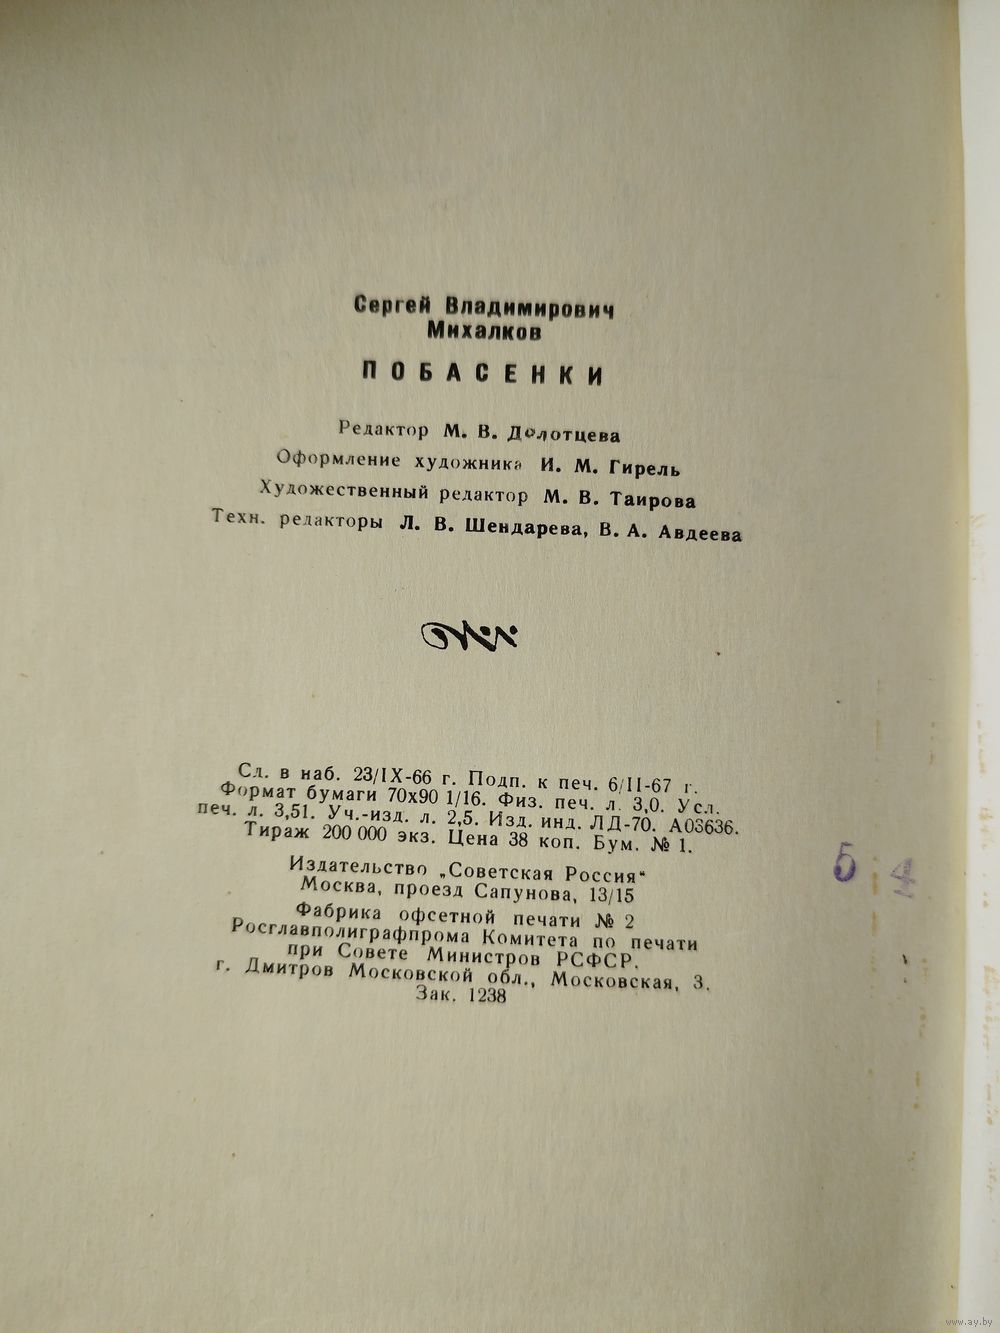 Сергей Владимирович
Михалков
ПОБАСЕНКИ
Редактор М. В. Долотцева
Оформление художника И. М. Гирель
Художественный редактор М. В. Таирова
Техн. редакторы Л. В. Шендарева, В. А. Авдеева
Сд. в наб. 23/IX-66 г. Подп. к печ. 6/II-67 г.
Формат бумаги 70х90 1/16. Физ. печ. л. 3,0. Усл.
печ. л. 3,51. Уч.-изд. л. 2,5. Изд. инд. ЛД-70. А03636.
Тираж 200 000 экз. Цена 38 коп. Бум. № 1.
Издательство „Советская Россия“
Москва, проезд Сапунова, 13/15
Фабрика офсетной печати № 2
Росглавполиграфпрома Комитета по печати
при Совете Министров РСФСР.
г. Дмитров Московской обл., Московская, 3.
Зак. 1238
5 4
www.ay.by